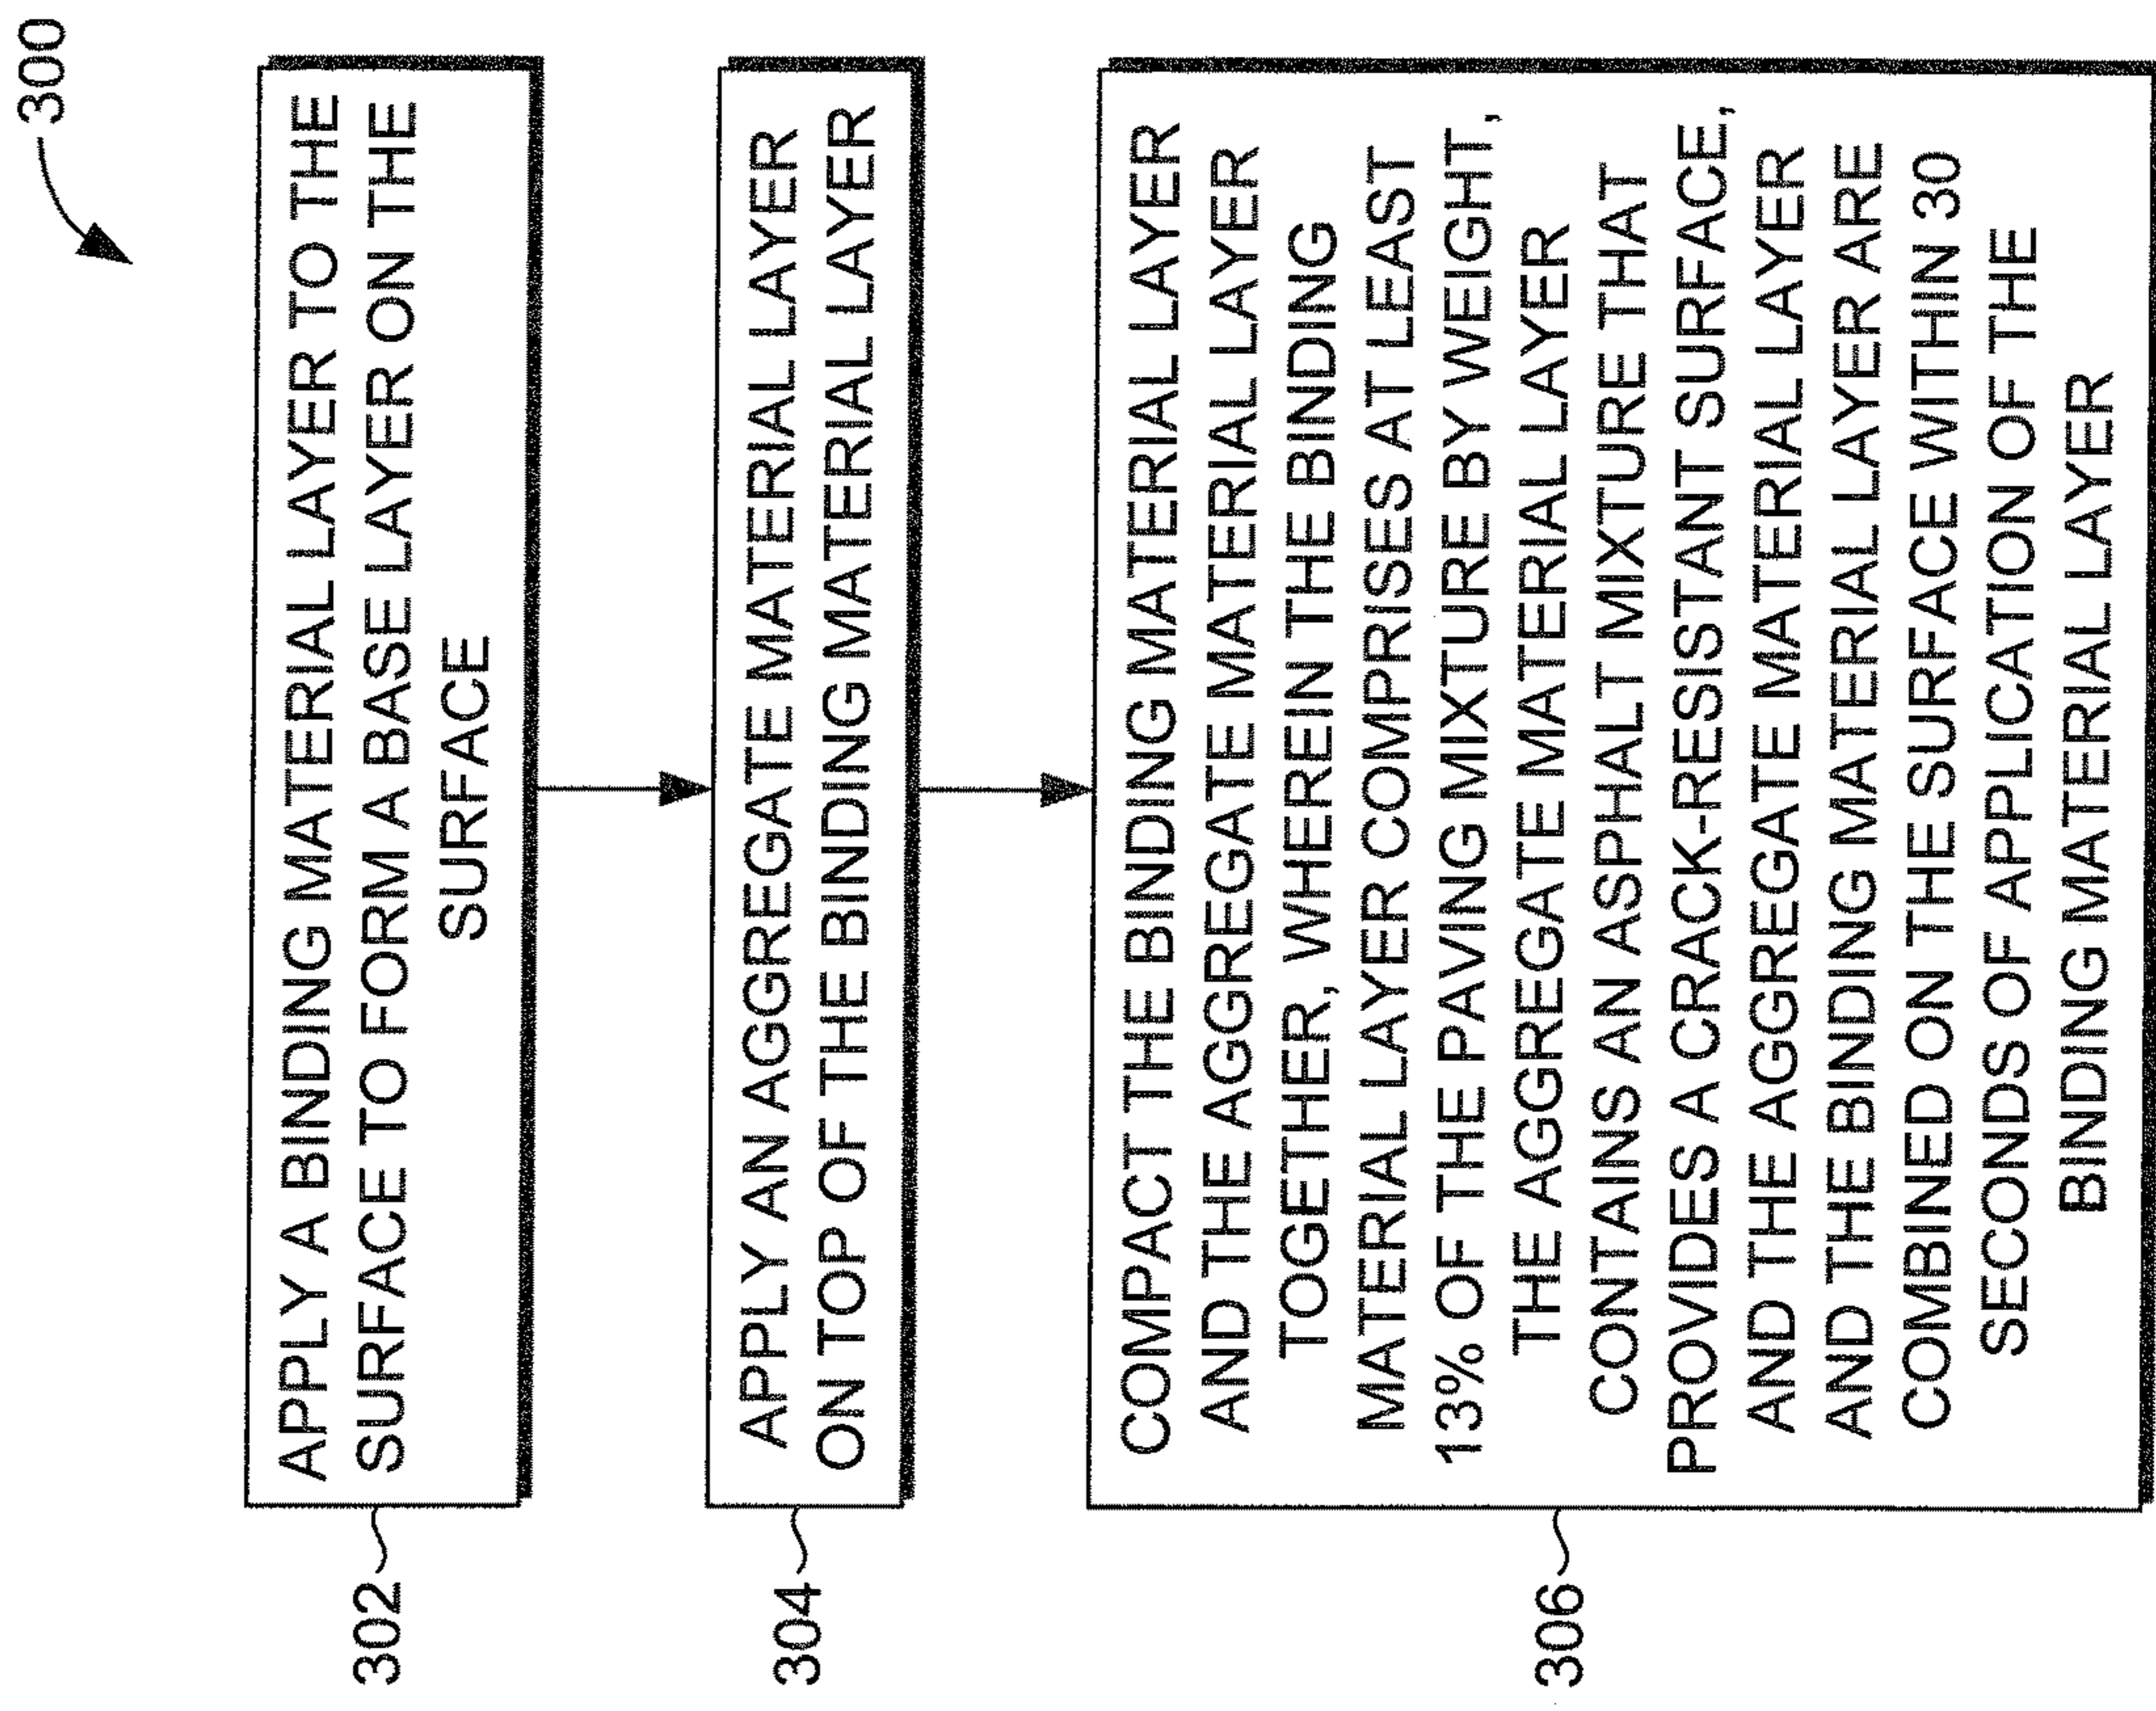 300
302
APPLY A BINDING MATERIAL LAYER TO THE
SURFACE TO FORM A BASE LAYER ON THE
SURFACE
304
APPLY AN AGGREGATE MATERIAL LAYER
ON TOP OF THE BINDING MATERIAL LAYER
306
COMPACT THE BINDING MATERIAL LAYER
AND THE AGGREGATE MATERIAL LAYER
TOGETHER, WHEREIN THE BINDING
MATERIAL LAYER COMPRISES AT LEAST
13% OF THE PAVING MIXTURE BY WEIGHT,
THE AGGREGATE MATERIAL LAYER
CONTAINS AN ASPHALT MIXTURE THAT
PROVIDES A CRACK-RESISTANT SURFACE,
AND THE AGGREGATE MATERIAL LAYER
AND THE BINDING MATERIAL LAYER ARE
COMBINED ON THE SURFACE WITHIN 30
SECONDS OF APPLICATION OF THE
BINDING MATERIAL LAYER